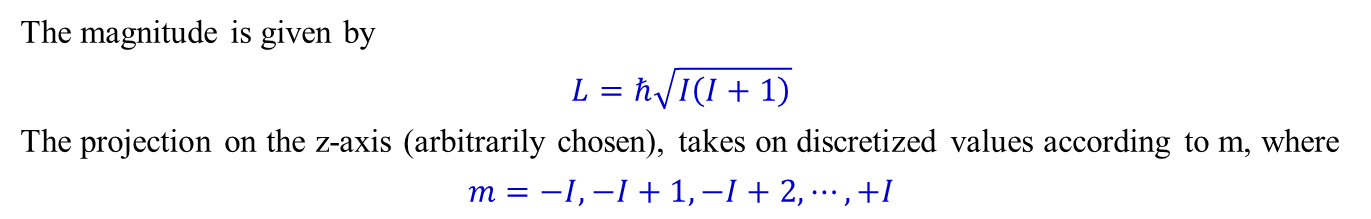 The magnitude is given by
L = ℏ√I(I + 1)
The projection on the z-axis (arbitrarily chosen), takes on discretized values according to m, where
m = −I, −I + 1, −I + 2, ⋯ , +I